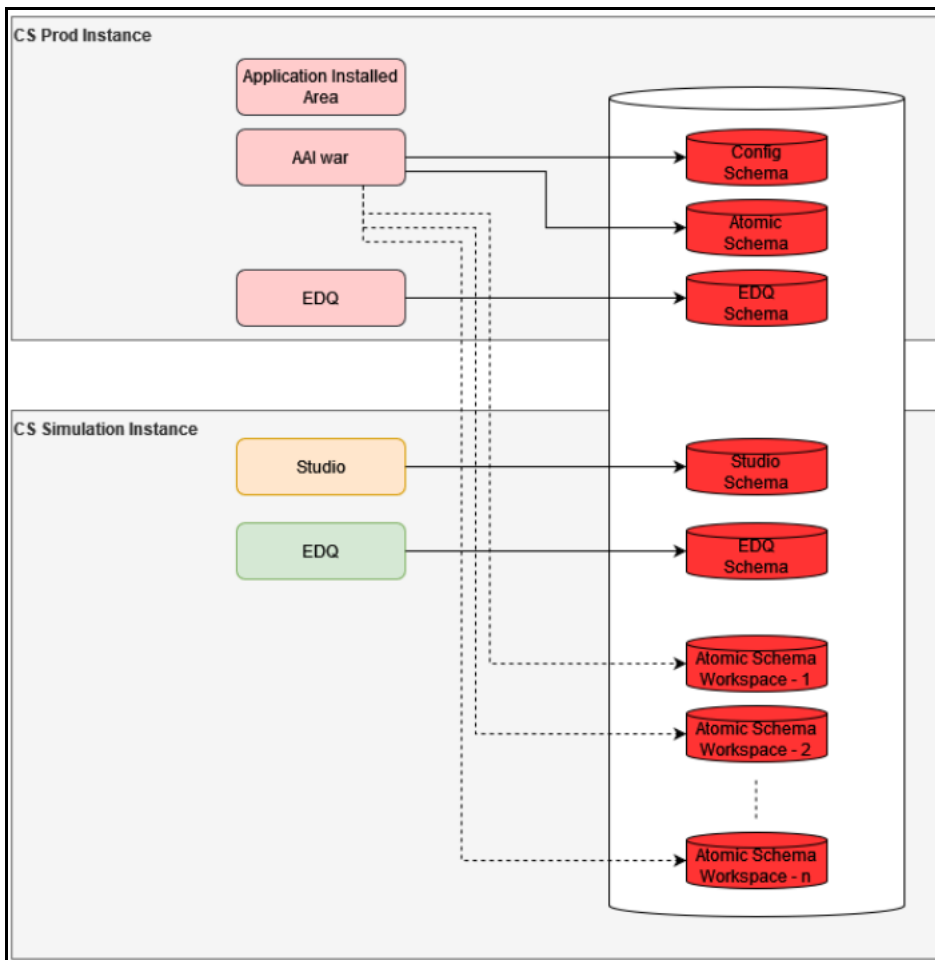 CS Prod Instance
Application Installed
Area
AAI war
Config
Schema
Atomic
Schema
EDQ
EDQ
Schema
CS Simulation Instance
Studio
Studio
Schema
EDQ
EDQ
Schema
Atomic Schema
Workspace - 1
Atomic Schema
Workspace - 2
Atomic Schema
Workspace - n